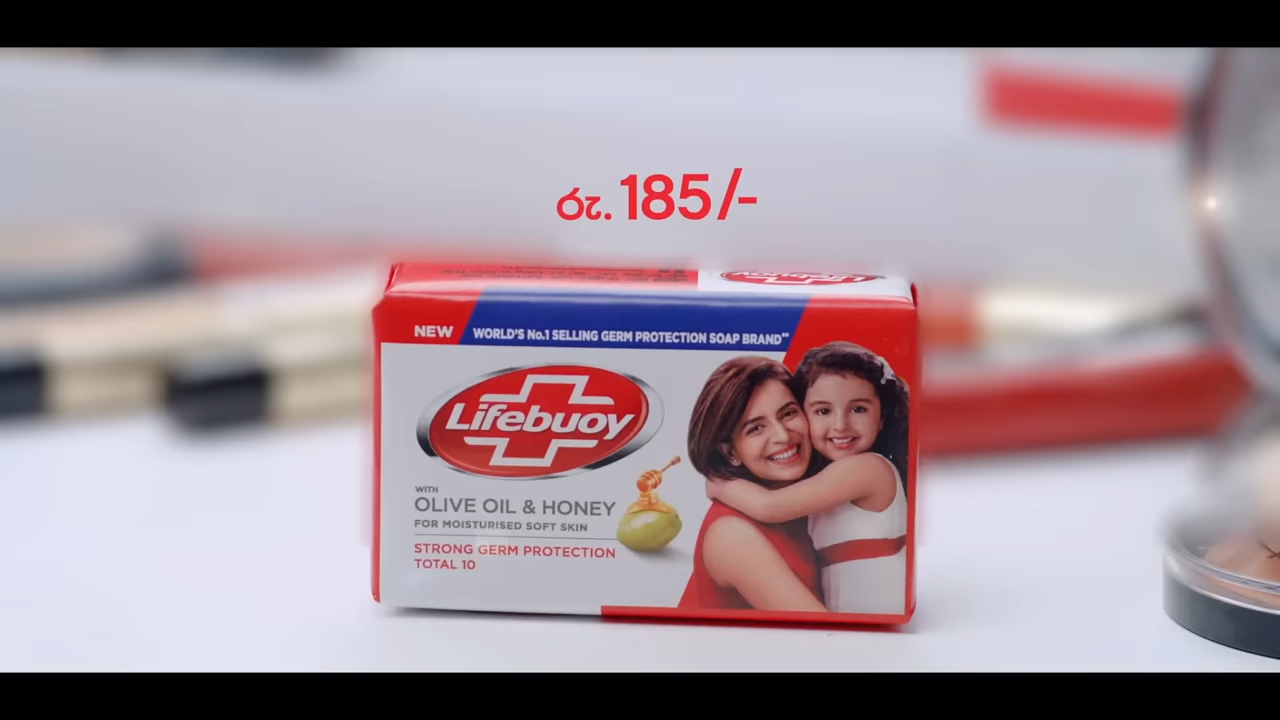 රු. 185/-
NEW
WORLD'S No.1 SELLING GERM PROTECTION SOAP BRAND**
Lifebuoy
WITH
OLIVE OIL & HONEY
FOR MOISTURISED SOFT SKIN
STRONG GERM PROTECTION
TOTAL 10